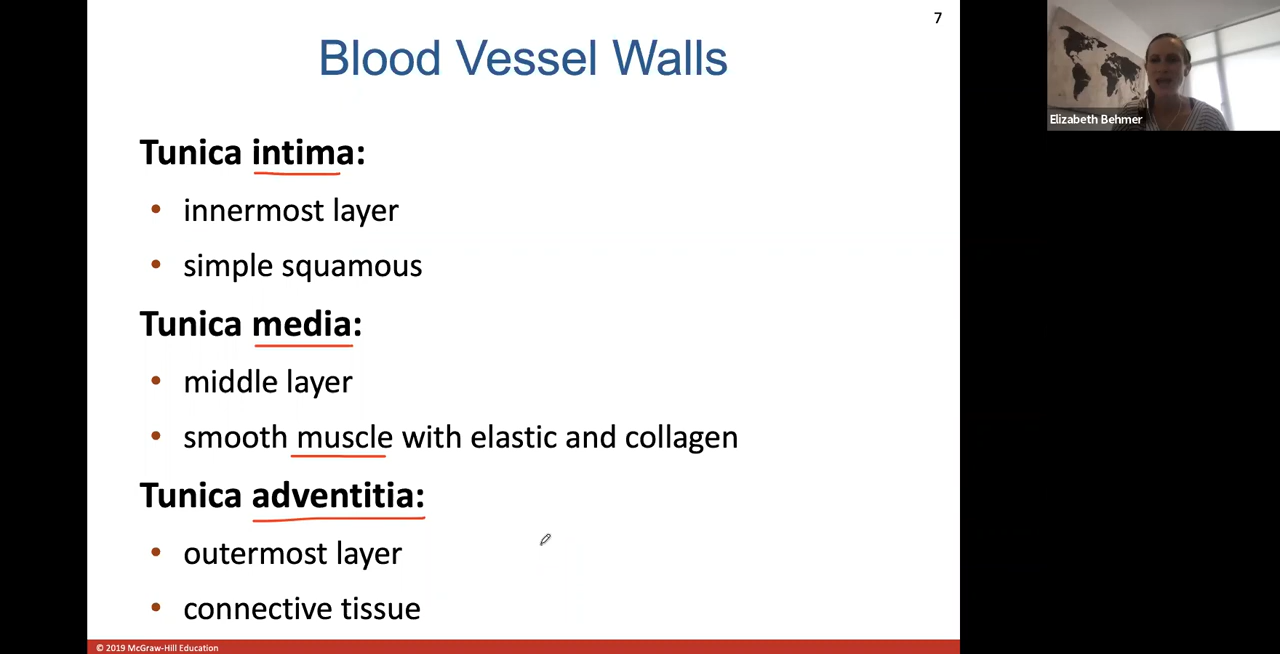 7
Blood Vessel Walls
Elizabeth Behmer
Tunica intima:
• innermost layer
• simple squamous
Tunica media:
• middle layer
• smooth muscle with elastic and collagen
Tunica adventitia:
• outermost layer
• connective tissue
© 2019 McGraw-Hill Education